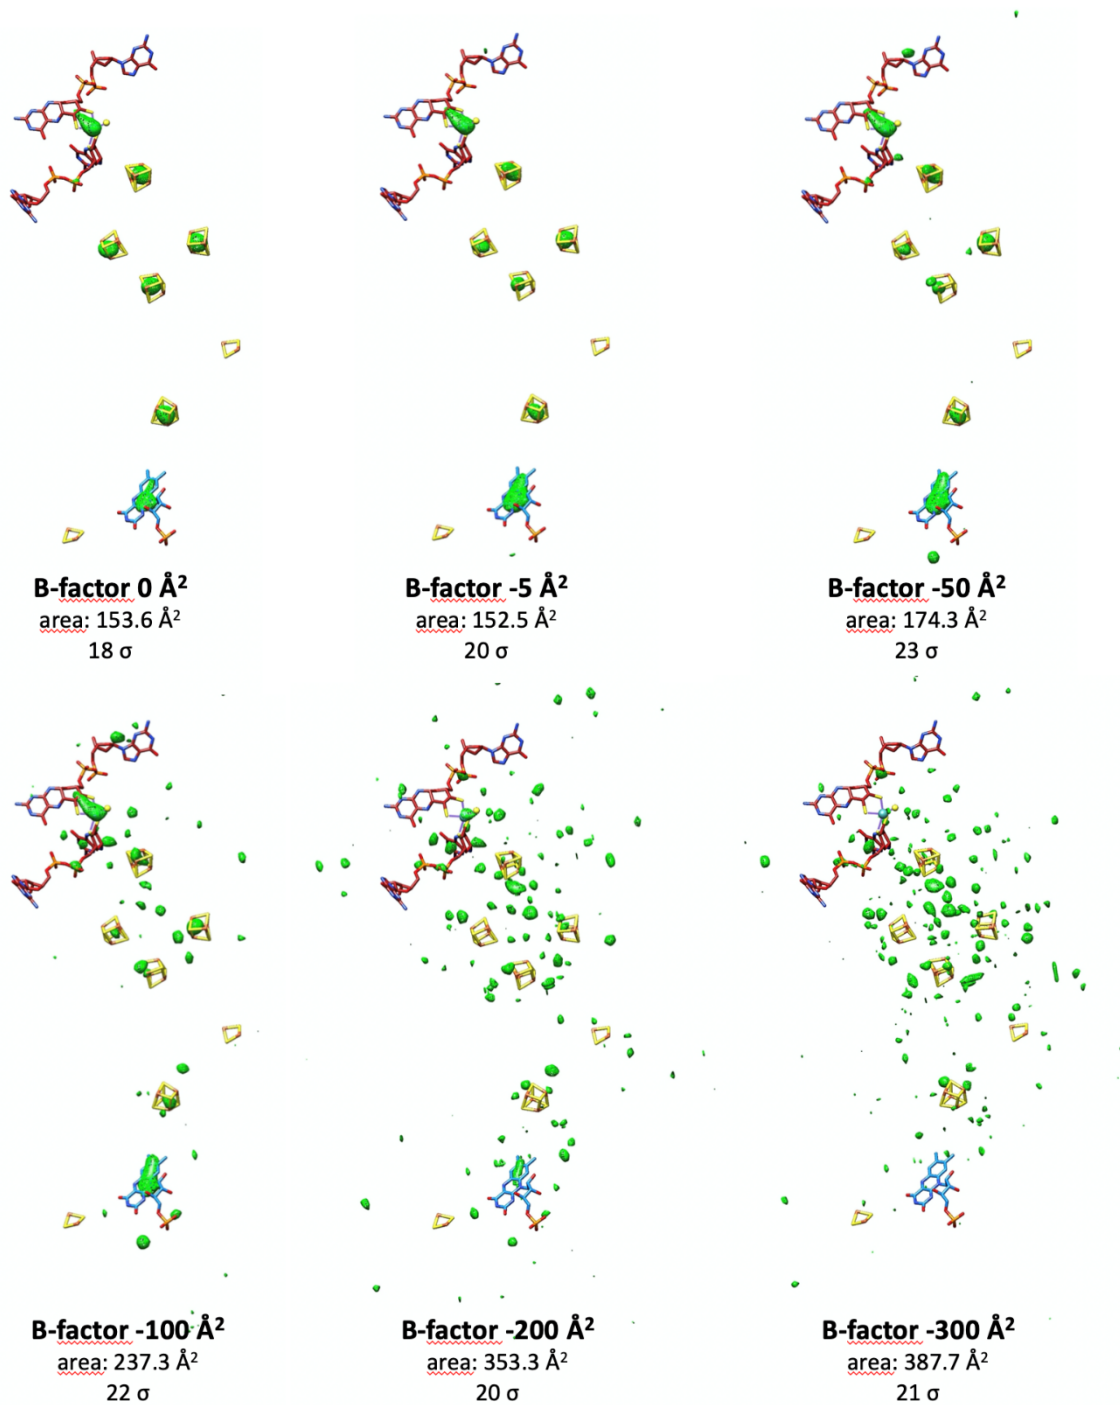 B-factor 0 Å²
area: 153.6 Å²
18 σ
B-factor -5 Å²
area: 152.5 Å²
20 σ
B-factor -50 Å²
area: 174.3 Å²
23 σ
B-factor -100 Å²
area: 237.3 Å²
22 σ
B-factor -200 Å²
area: 353.3 Å²
20 σ
B-factor -300 Å²
area: 387.7 Å²
21 σ